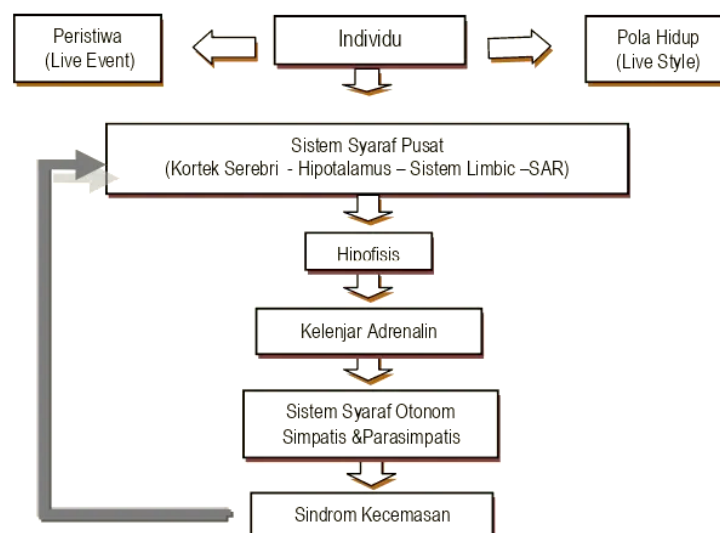 Peristiwa
(Live Event)
Individu
Pola Hidup
(Live Style)
Sistem Syaraf Pusat
(Kortek Serebri - Hipotalamus – Sistem Limbic –SAR)
Hipofisis
Kelenjar Adrenalin
Sistem Syaraf Otonom
Simpatis &Parasimpatis
Sindrom Kecemasan